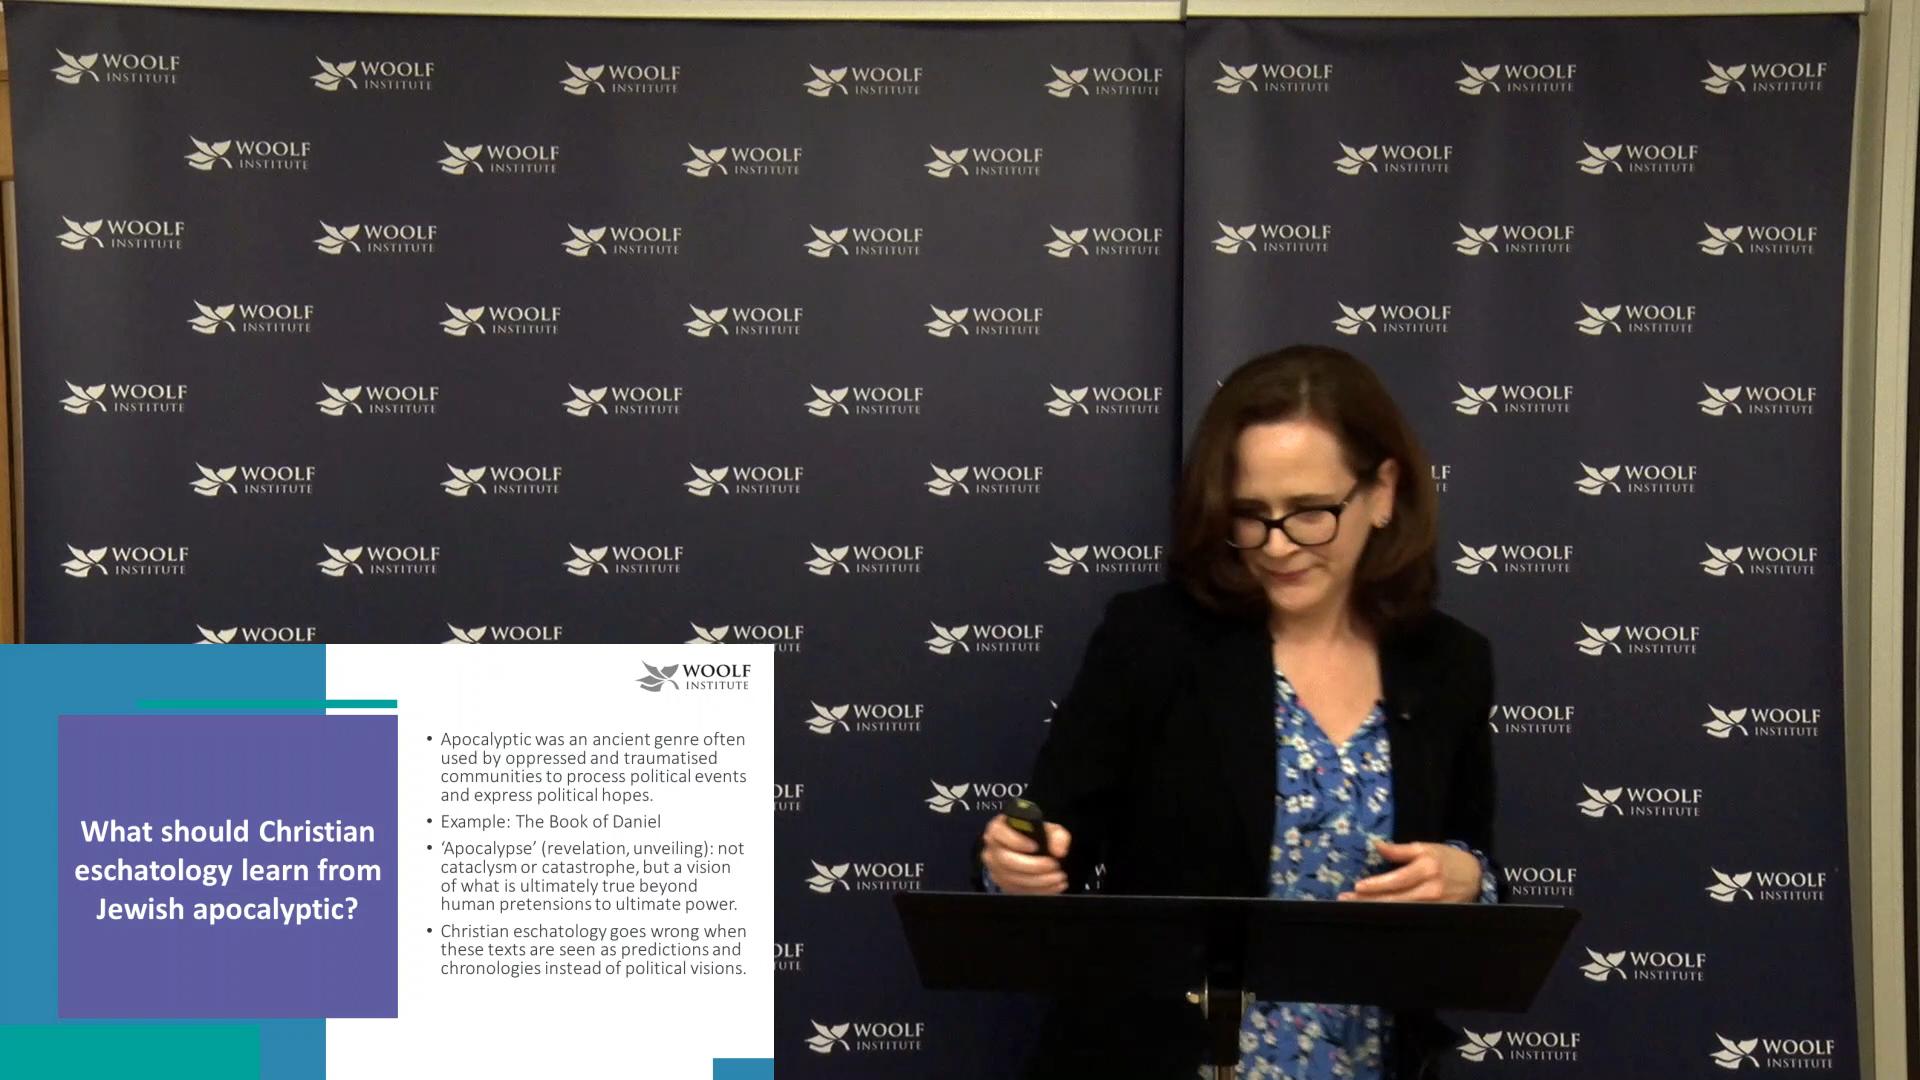 WOOLF
INSTITUTE
What should Christian
eschatology learn from
Jewish apocalyptic?
• Apocalyptic was an ancient genre often
used by oppressed and traumatised
communities to process political events
and express political hopes.
• Example: The Book of Daniel
• ‘Apocalypse’ (revelation, unveiling): not
cataclysm or catastrophe, but a vision
of what is ultimately true beyond
human pretensions to ultimate power.
• Christian eschatology goes wrong when
these texts are seen as predictions and
chronologies instead of political visions.